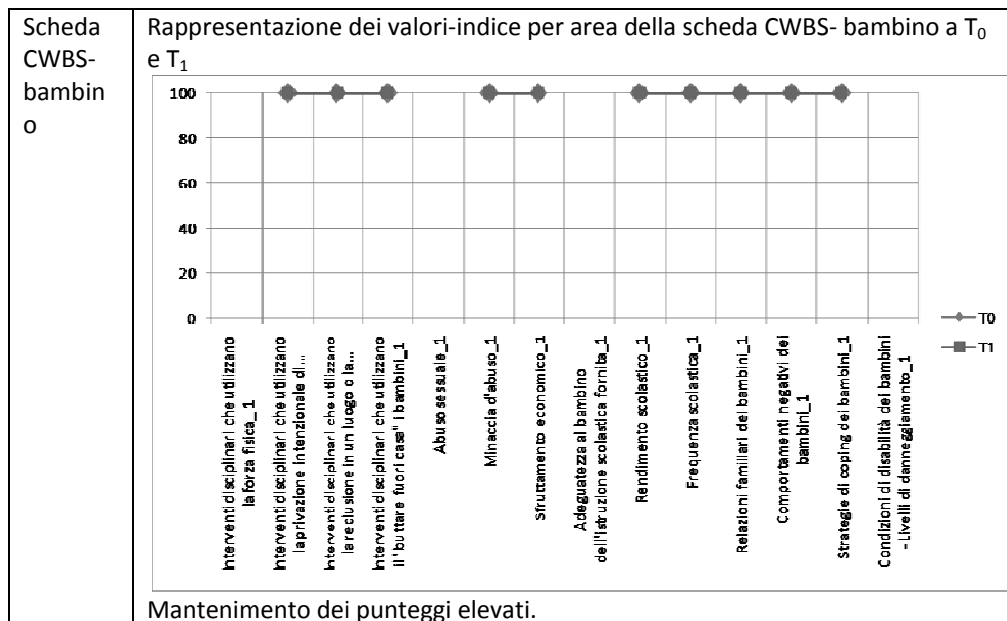 Scheda
CWBS-
bambin
o
Rappresentazione dei valori-indice per area della scheda CWBS- bambino a T0
e T1
100
80
60
40
20
0
Interventi disciplinari che utilizzano
la forza fisica_1
Interventi disciplinari che utilizzano
la privazione intenzionale di...
Interventi disciplinari che utilizzano
la reclusione in un luogo o la...
Interventi disciplinari che utilizzano
il "buttare fuori casa" i bambini_1
Abuso sessuale_1
Minaccia d'abuso_1
Sfruttamento economico_1
Adeguatezza al bambino
dell'istruzione scolastica fornita_1
Rendimento scolastico_1
Frequenza scolastica_1
Relazioni familiari dei bambini_1
Comportamenti negativi dei
bambini_1
Strategie di coping dei bambini_1
Condizioni di disabilità dei bambini
-Livelli di danneggiamento_1
T0
T1
Mantenimento dei punteggi elevati.